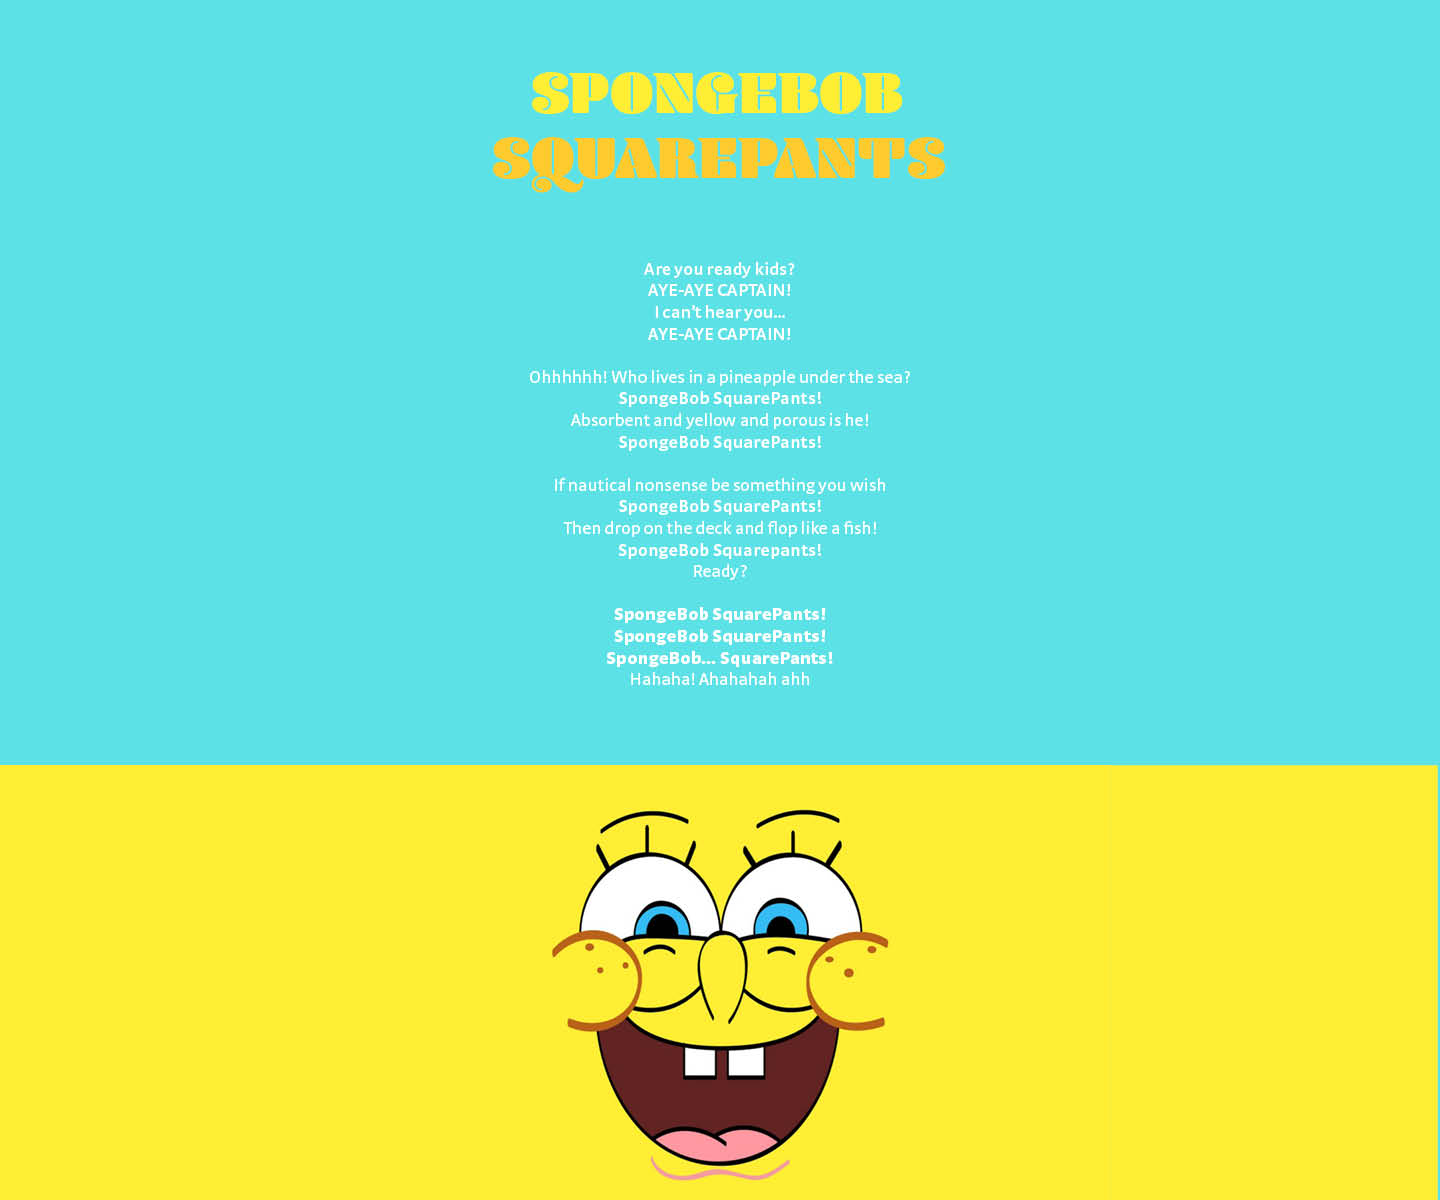 SPONGEBOB
SQUAREPANTS
Are you ready kids?
AYE-AYE CAPTAIN!
I can't hear you...
AYE-AYE CAPTAIN!
Ohhhhhh! Who lives in a pineapple under the sea?
SpongeBob SquarePants!
Absorbent and yellow and porous is he!
SpongeBob SquarePants!
If nautical nonsense be something you wish
SpongeBob SquarePants!
Then drop on the deck and flop like a fish!
SpongeBob Squarepants!
Ready?
SpongeBob SquarePants!
SpongeBob SquarePants!
SpongeBob... SquarePants!
Hahaha! Ahahahah ahh